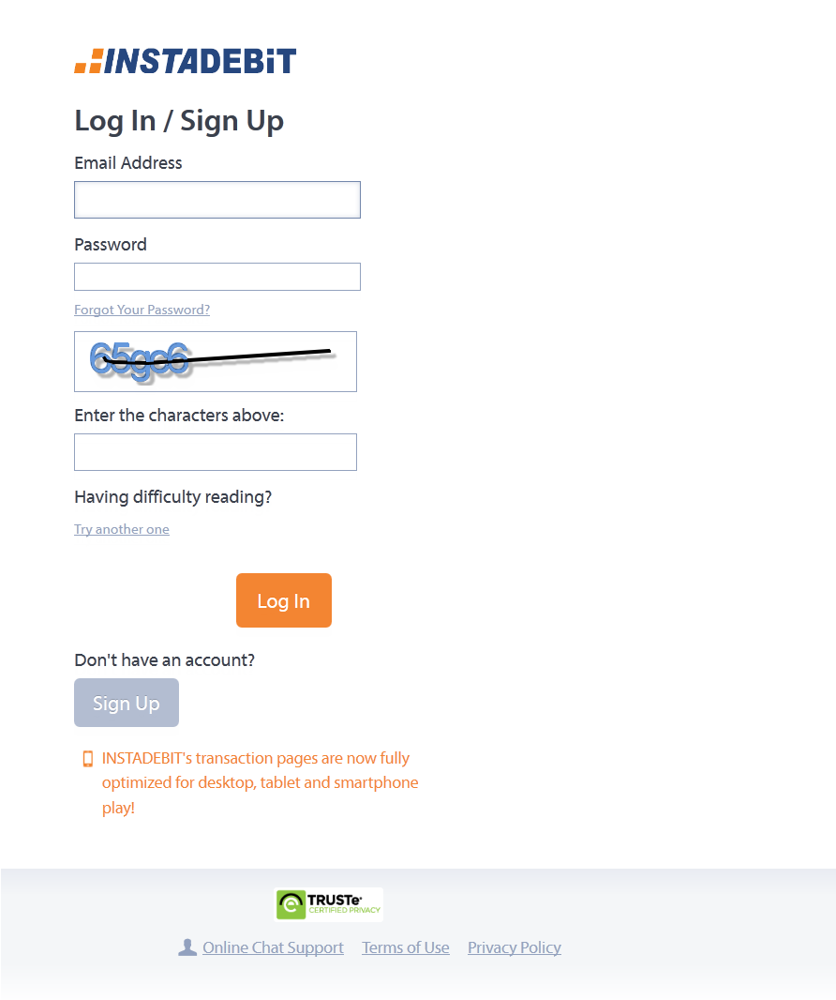 INSTADEBiT
Log In / Sign Up
Email Address
Password
Forgot Your Password?
Enter the characters above:
Having difficulty reading?
Try another one
Log In
Don't have an account?
Sign Up
INSTADEBIT's transaction pages are now fully
optimized for desktop, tablet and smartphone
play!
TRUSTe
CERTIFIED PRIVACY
Online Chat Support Terms of Use Privacy Policy